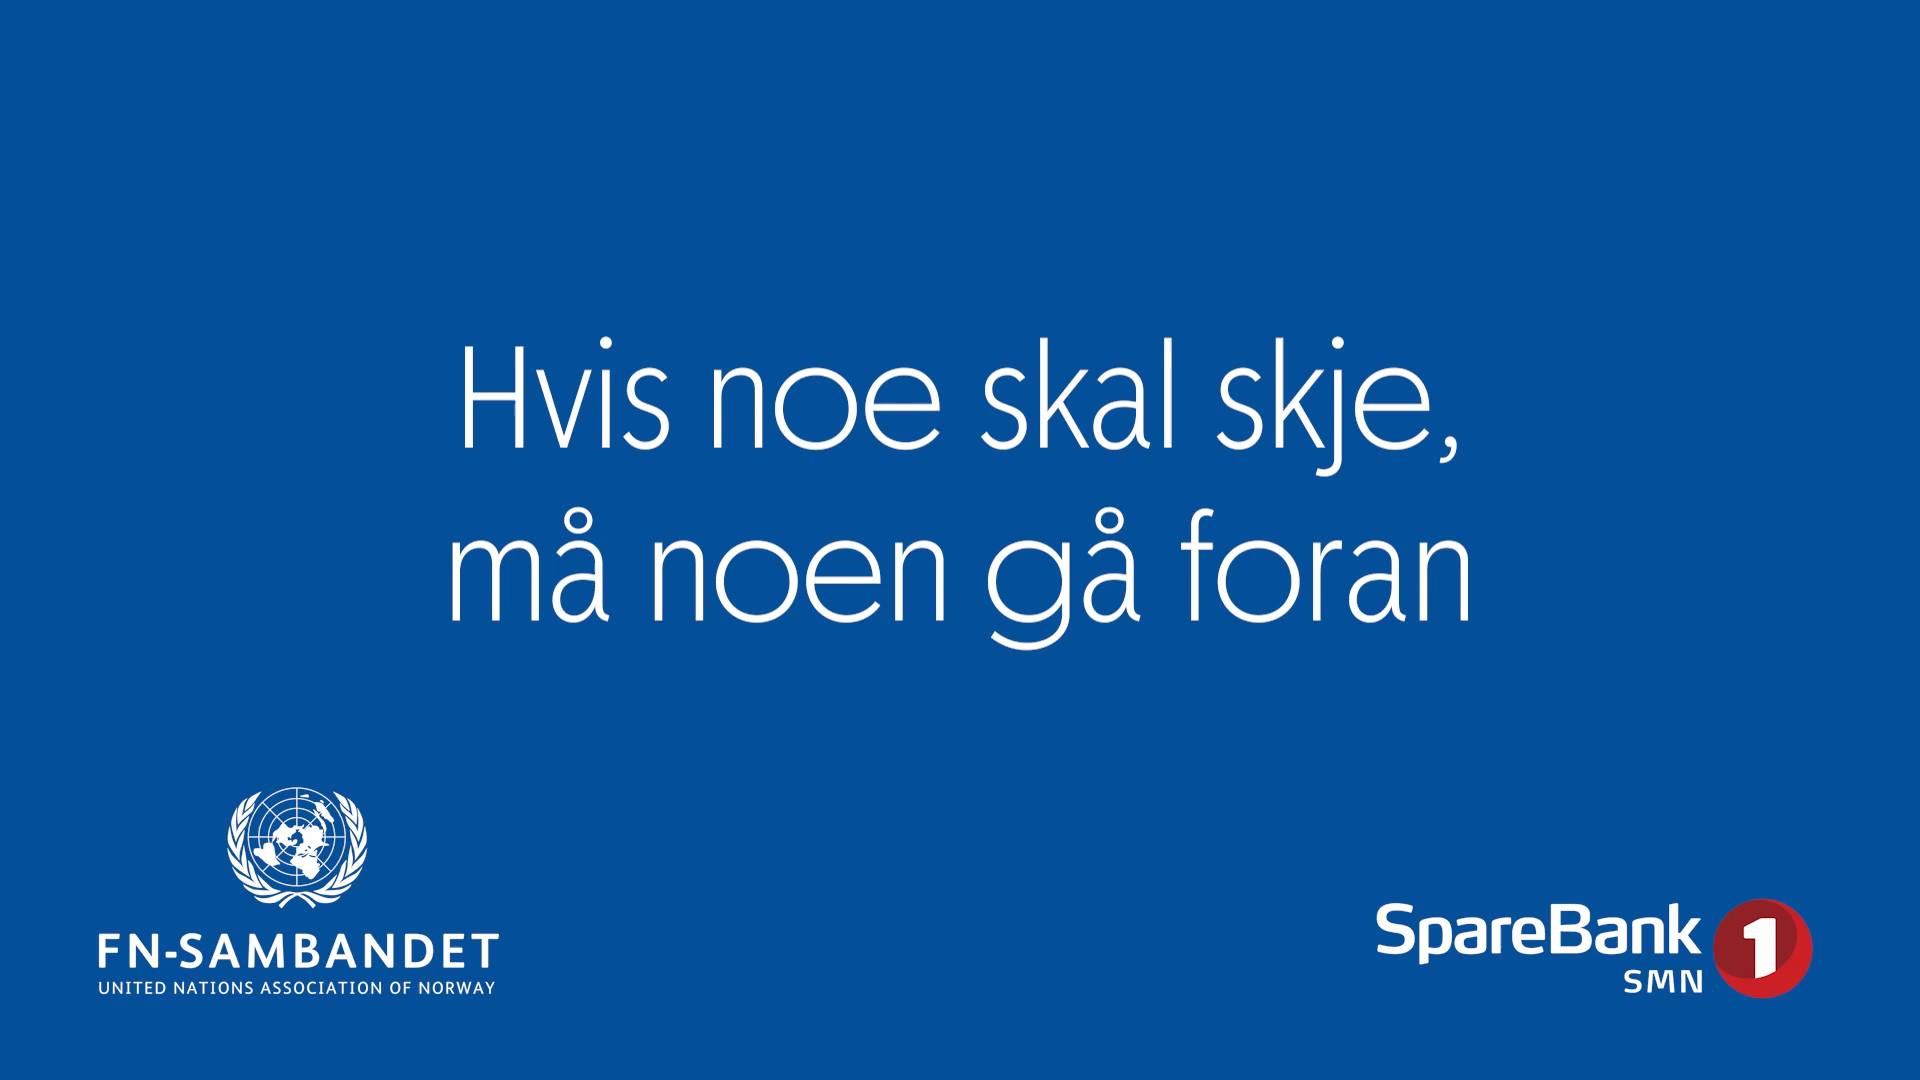 Hvis noe skal skje,
må noen gå foran
FN-SAMBANDET
UNITED NATIONS ASSOCIATION OF NORWAY
SpareBank 1
SMN